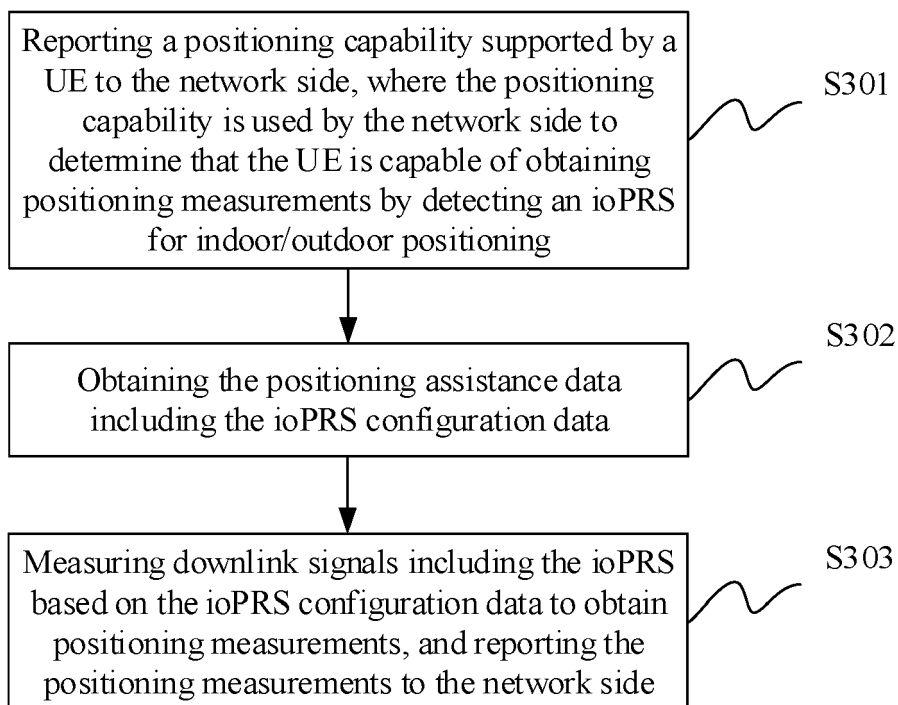 Reporting a positioning capability supported by a
UE to the network side, where the positioning
capability is used by the network side to
determine that the UE is capable of obtaining
positioning measurements by detecting an ioPRS
for indoor/outdoor positioning
S301
Obtaining the positioning assistance data
including the ioPRS configuration data
S302
Measuring downlink signals including the ioPRS
based on the ioPRS configuration data to obtain
positioning measurements, and reporting the
positioning measurements to the network side
S303